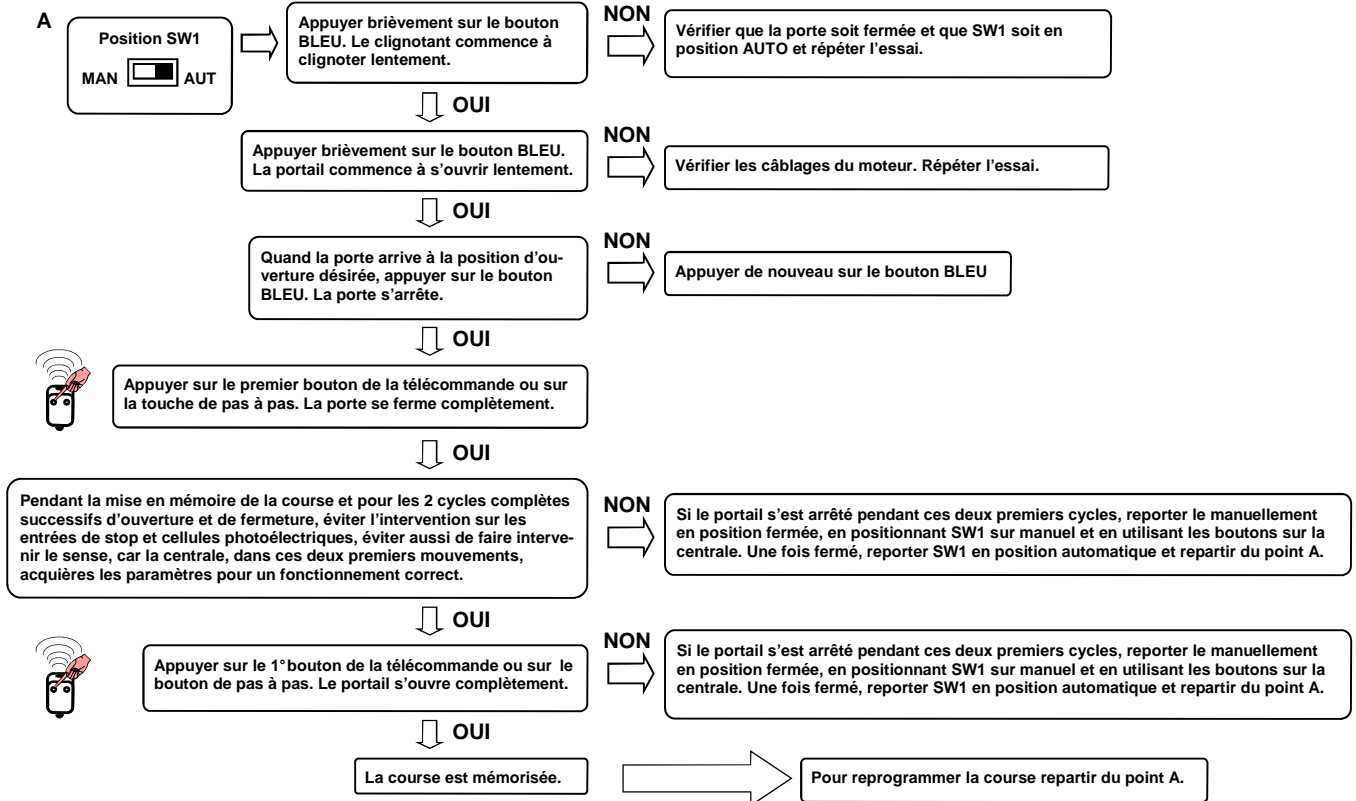 A
Position SW1
MAN AUT
Appuyer brièvement sur le bouton
BLEU. Le clignotant commence à
clignoter lentement.
NON
Vérifier que la porte soit fermée et que SW1 soit en
position AUTO et répéter l'essai.
OUI
Appuyer brièvement sur le bouton BLEU.
La portail commence à s'ouvrir lentement.
NON
Vérifier les câblages du moteur. Répéter l'essai.
OUI
Quand la porte arrive à la position d'ou-
verture désirée, appuyer sur le bouton
BLEU. La porte s'arrête.
NON
Appuyer de nouveau sur le bouton BLEU
OUI
Appuyer sur le premier bouton de la télécommande ou sur
la touche de pas à pas. La porte se ferme complètement.
OUI
Pendant la mise en mémoire de la course et pour les 2 cycles complètes
successifs d'ouverture et de fermeture, éviter l'intervention sur les
entrées de stop et cellules photoélectriques, éviter aussi de faire interve-
nir le sense, car la centrale, dans ces deux premiers mouvements,
acquières les paramètres pour un fonctionnement correct.
NON
Si le portail s'est arrêté pendant ces deux premiers cycles, reporter le manuellement
en position fermée, en positionnant SW1 sur manuel et en utilisant les boutons sur la
centrale. Une fois fermé, reporter SW1 en position automatique et repartir du point A.
OUI
Appuyer sur le 1° bouton de la télécommande ou sur le
bouton de pas à pas. Le portail s'ouvre complètement.
NON
Si le portail s'est arrêté pendant ces deux premiers cycles, reporter le manuellement
en position fermée, en positionnant SW1 sur manuel et en utilisant les boutons sur la
centrale. Une fois fermé, reporter SW1 en position automatique et repartir du point A.
OUI
La course est mémorisée.
Pour reprogrammer la course repartir du point A.